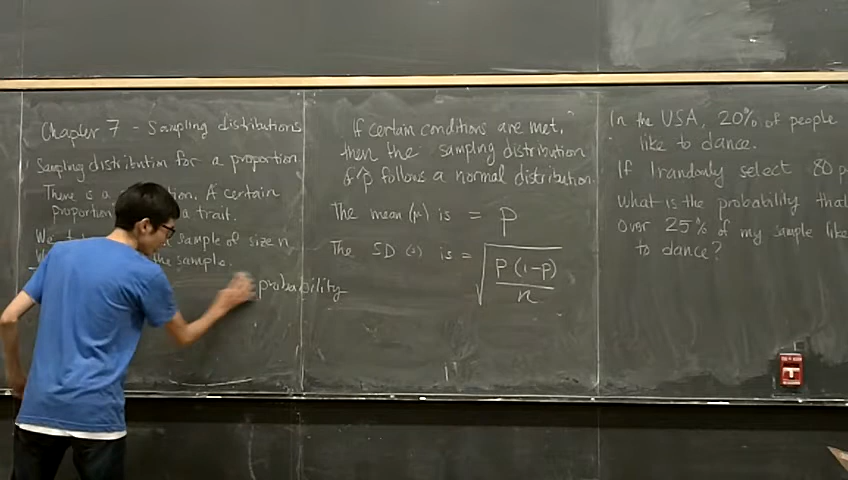 Chapter 7 - Sampling distributions
Sampling distribution for a proportion
There is a tion. A certain
proportion a trait.
We t sample of size n
the sample.
probability
If certain conditions are met,
then the sampling distribution
of p̂ follows a normal distribution.
The mean (μ) is = P
The SD (σ) is = √(P(1-p)/n)
In the USA, 20% of people
like to dance.
If I randomly select 80 p
What is the probability that
over 25% of my sample like
to dance?